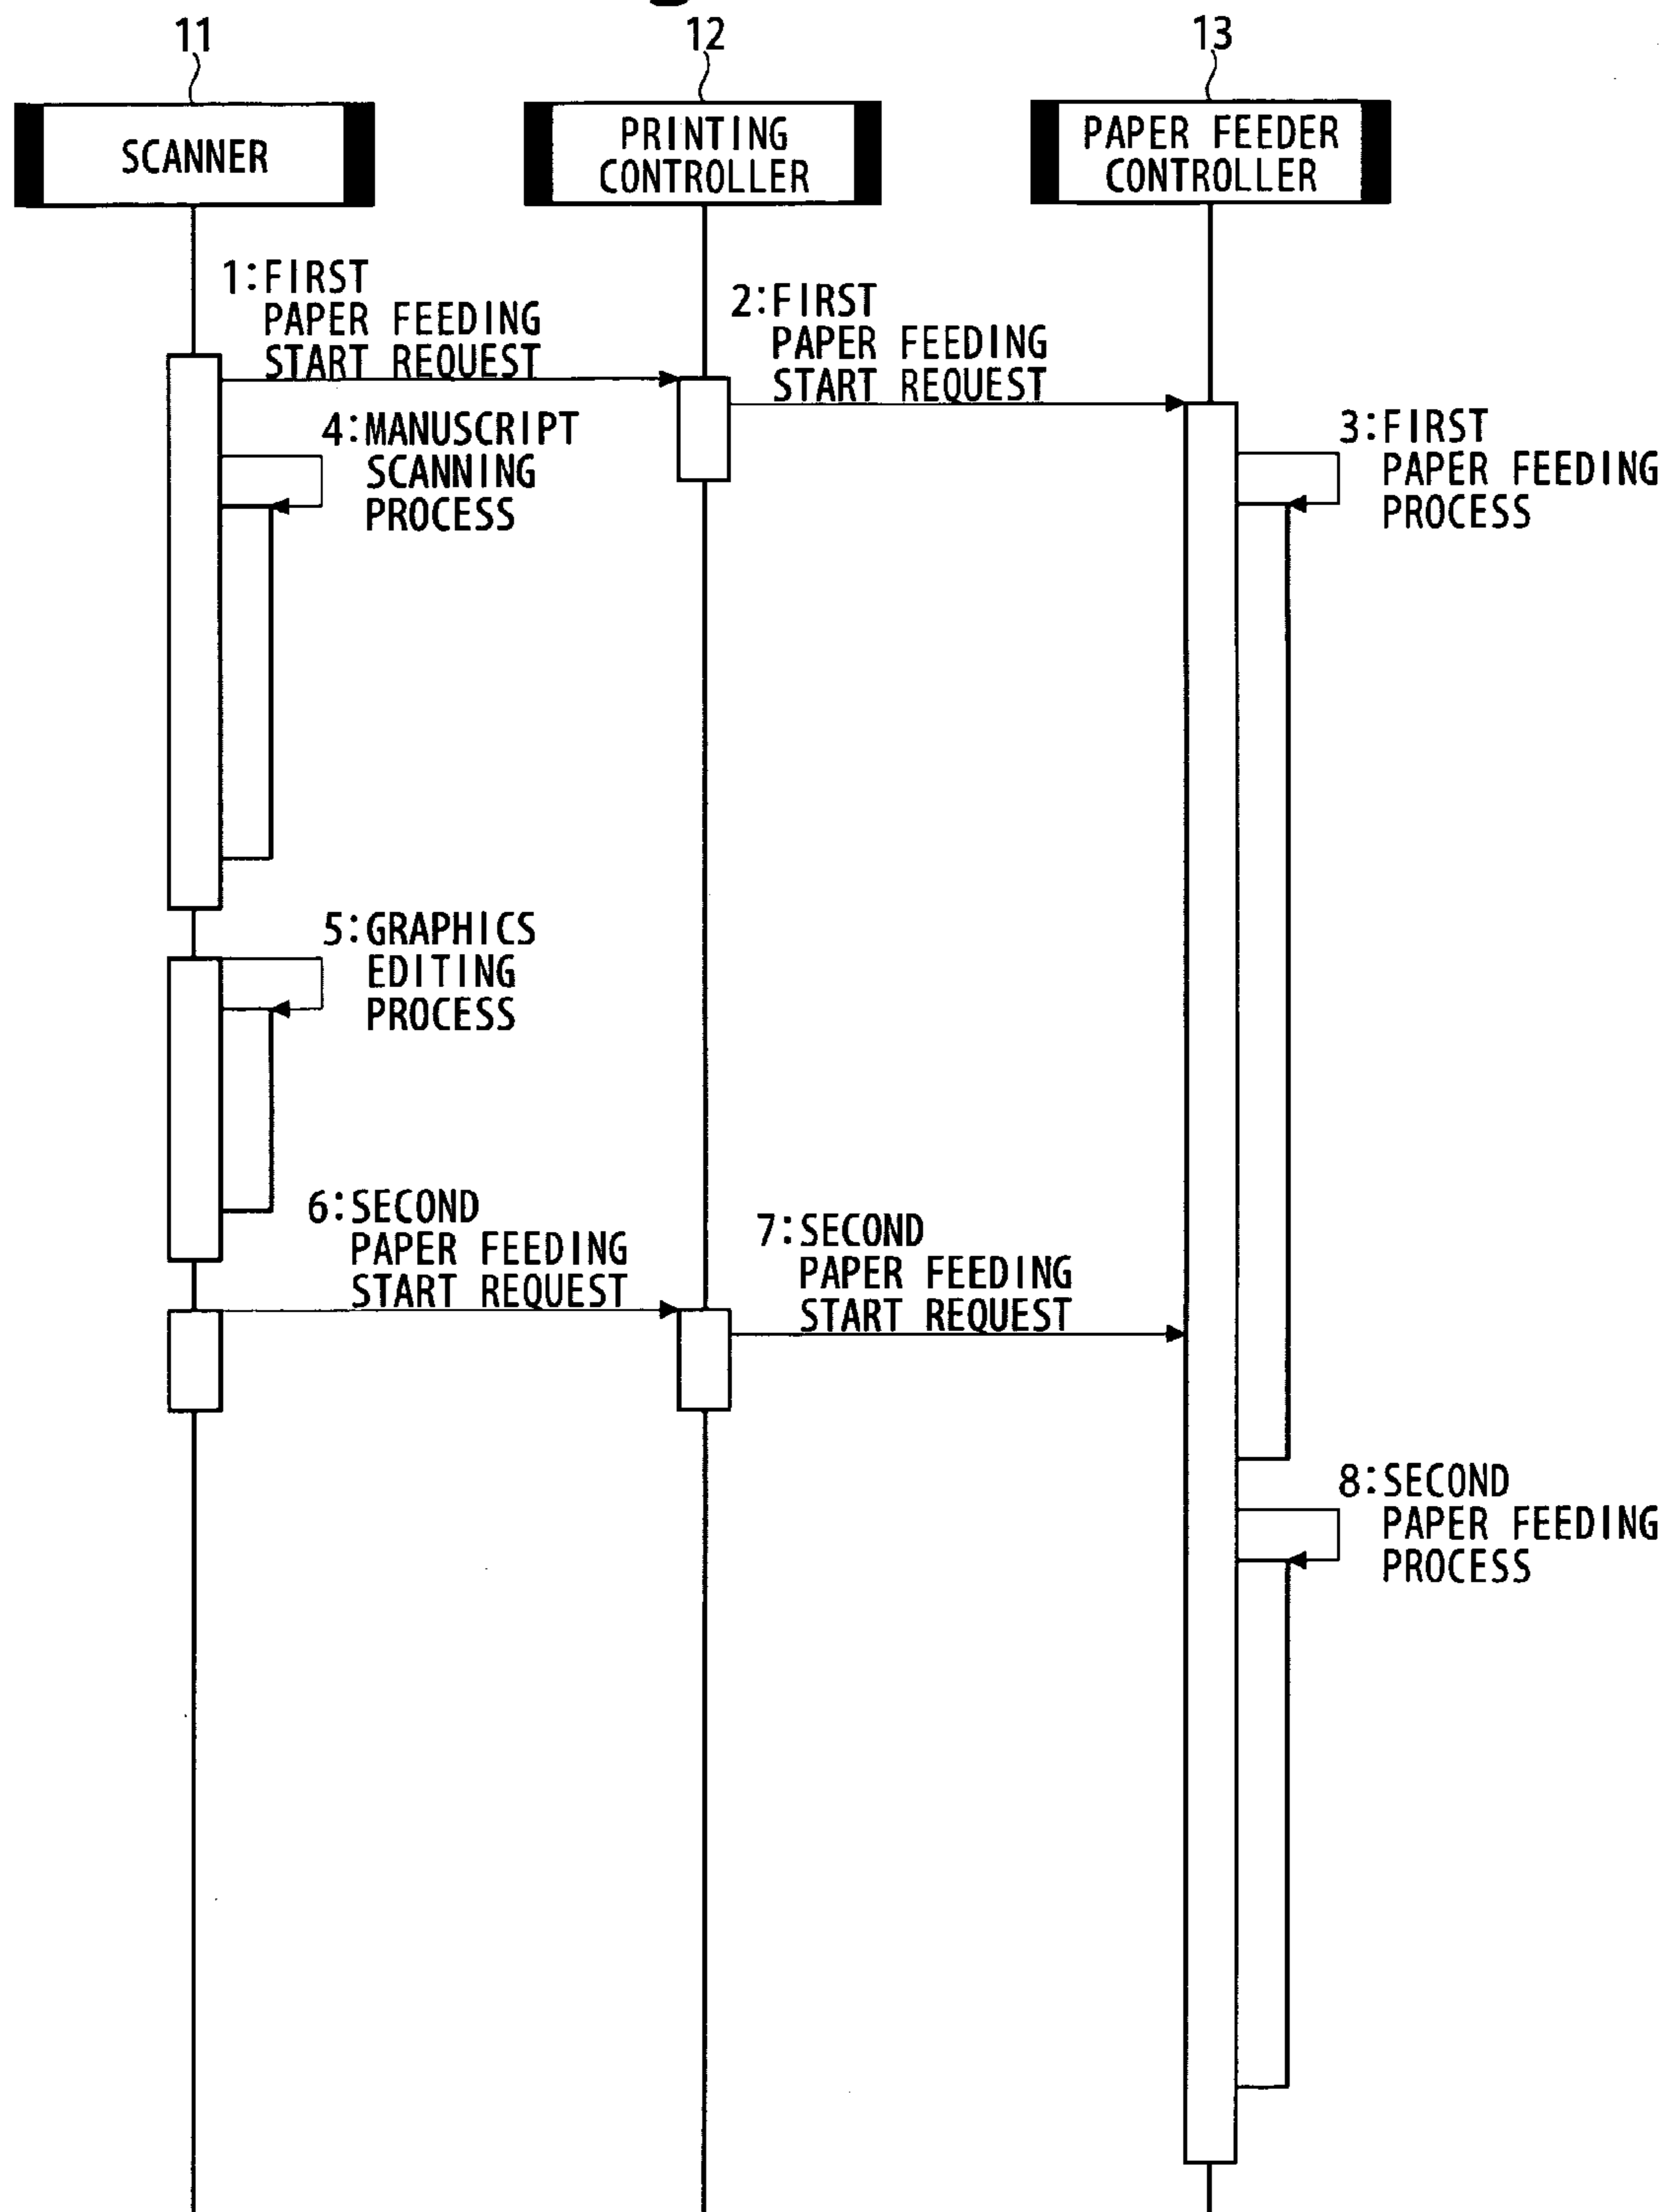 11
12
13
SCANNER
PRINTING
CONTROLLER
PAPER FEEDER
CONTROLLER
1:FIRST
PAPER FEEDING
START REQUEST
2:FIRST
PAPER FEEDING
START REQUEST
4:MANUSCRIPT
SCANNING
PROCESS
3:FIRST
PAPER FEEDING
PROCESS
5:GRAPHICS
EDITING
PROCESS
6:SECOND
PAPER FEEDING
START REQUEST
7:SECOND
PAPER FEEDING
START REQUEST
8:SECOND
PAPER FEEDING
PROCESS